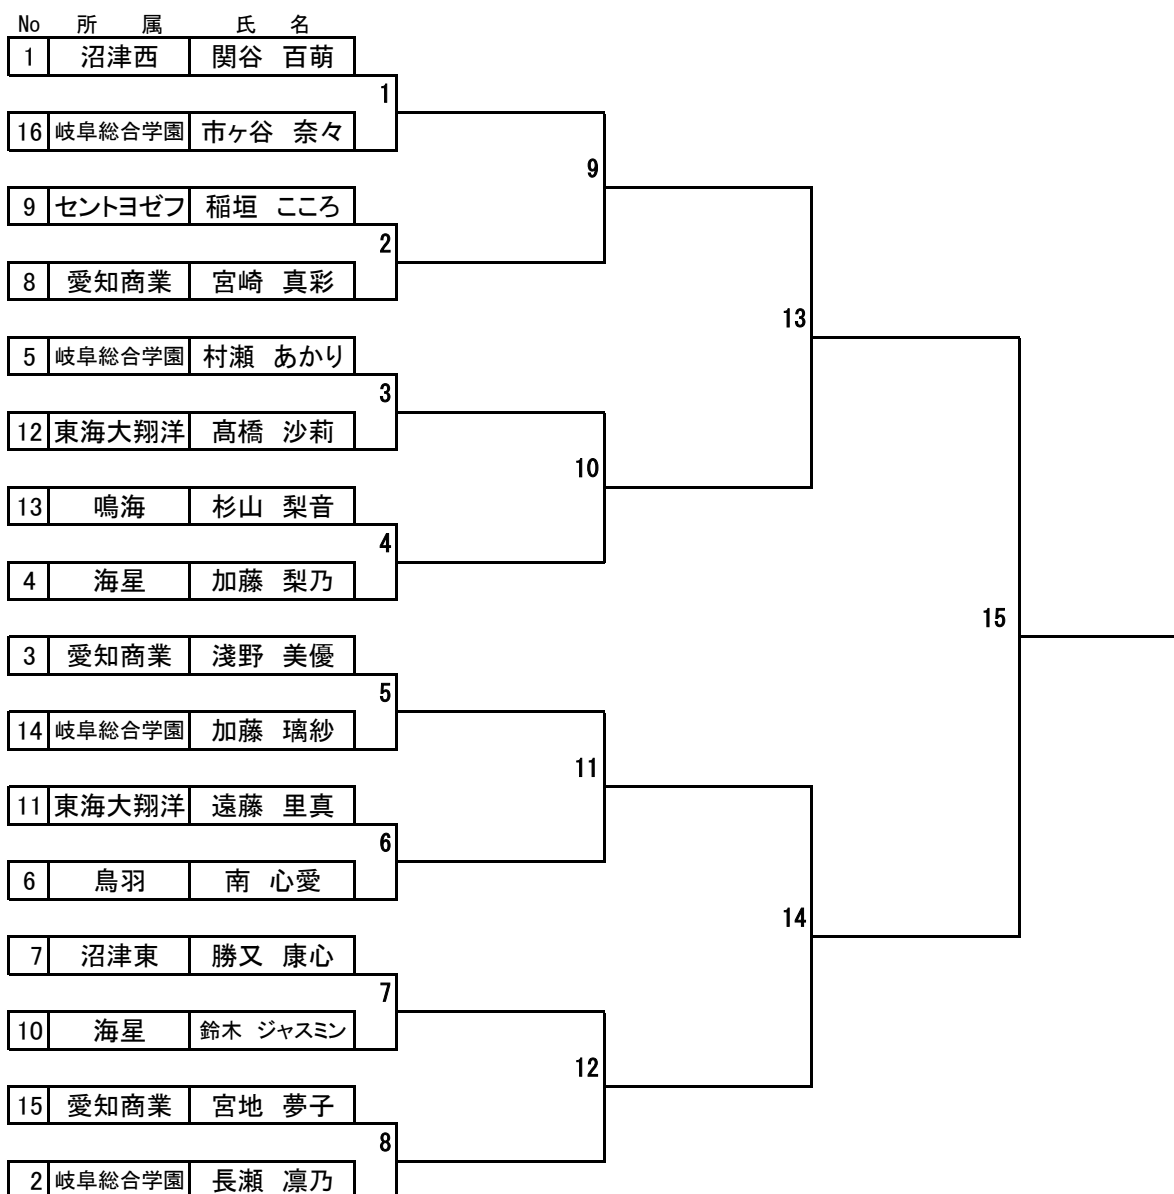 No 所 属 氏 名
1 沼津西 関谷 百萌
1
16 岐阜総合学園 市ヶ谷 奈々
9
9 セントヨゼフ 稲垣 こころ
2
8 愛知商業 宮崎 真彩
13
5 岐阜総合学園 村瀬 あかり
3
12 東海大翔洋 髙橋 沙莉
10
13 鳴海 杉山 梨音
4
4 海星 加藤 梨乃
15
3 愛知商業 淺野 美優
5
14 岐阜総合学園 加藤 璃紗
11
11 東海大翔洋 遠藤 里真
6
6 鳥羽 南 心愛
14
7 沼津東 勝又 康心
7
10 海星 鈴木 ジャスミン
12
15 愛知商業 宮地 夢子
8
2 岐阜総合学園 長瀬 凛乃